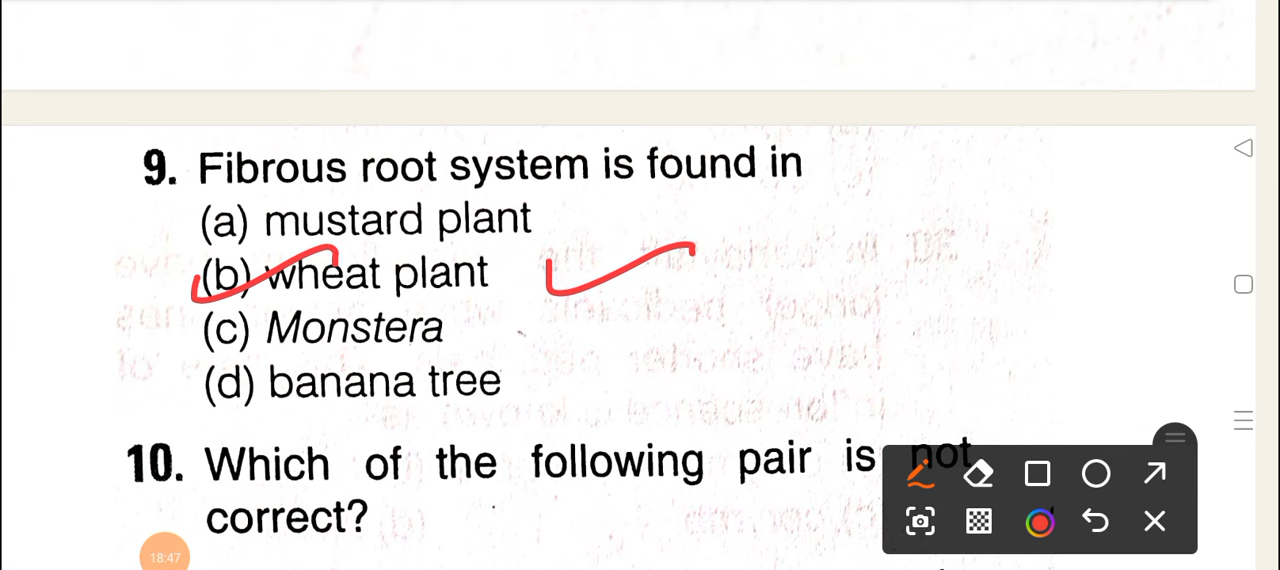 9. Fibrous root system is found in
(a) mustard plant
(b) wheat plant
(c) Monstera
(d) banana tree
10. Which of the following pair is not
correct?
18:47